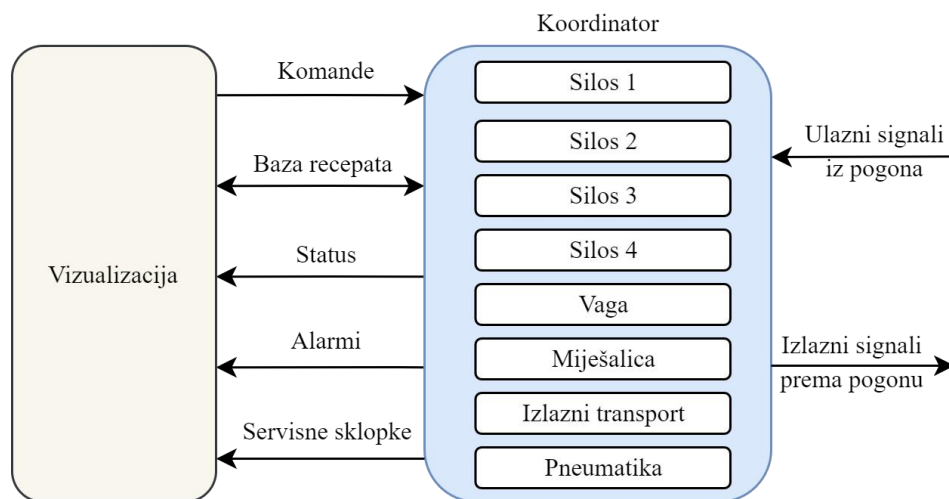 Koordinator
Vizualizacija
Komande
Baza recepata
Status
Alarmi
Servisne sklopke
Silos 1
Silos 2
Silos 3
Silos 4
Vaga
Miješalica
Izlazni transport
Pneumatika
Ulazni signali
iz pogona
Izlazni signali
prema pogonu